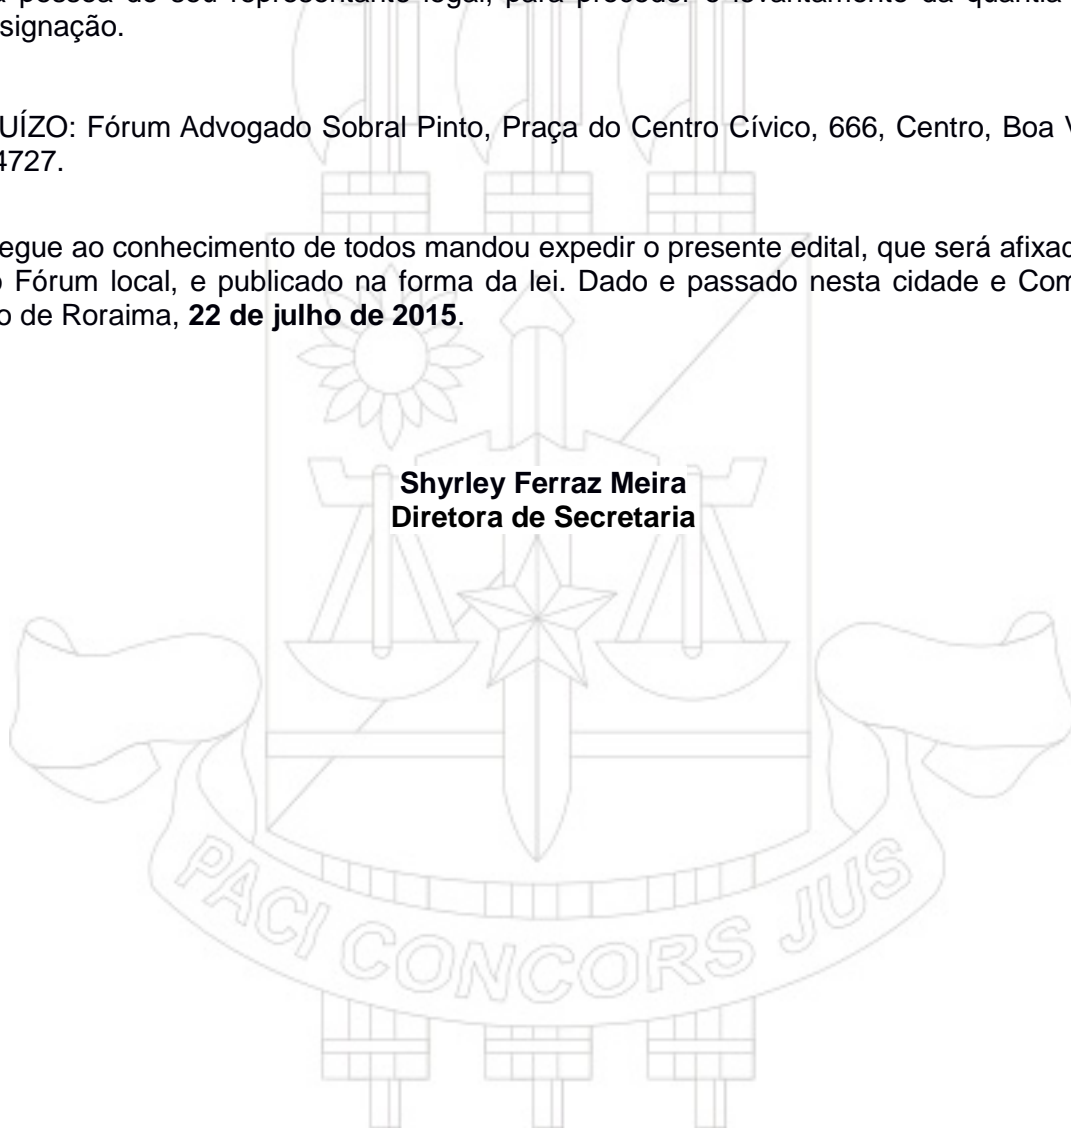 pessoa de seu representante legal, para proceder o levantamento da quantia
signação.
UÍZO: Fórum Advogado Sobral Pinto, Praça do Centro Cívico, 666, Centro, Boa V
4727.
egue ao conhecimento de todos mandou expedir o presente edital, que será afixad
o Fórum local, e publicado na forma da lei. Dado e passado nesta cidade e Com
o de Roraima, 22 de julho de 2015.
Shyrley Ferraz Meira
Diretora de Secretaria
PACI CONCORS JUS